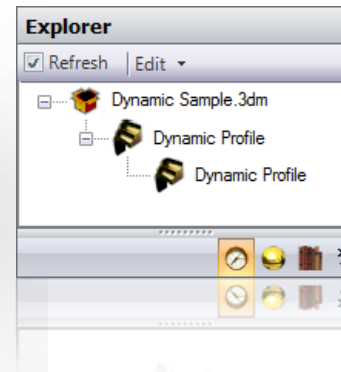 Explorer
Refresh Edit
Dynamic Sample.3dm
Dynamic Profile
Dynamic Profile